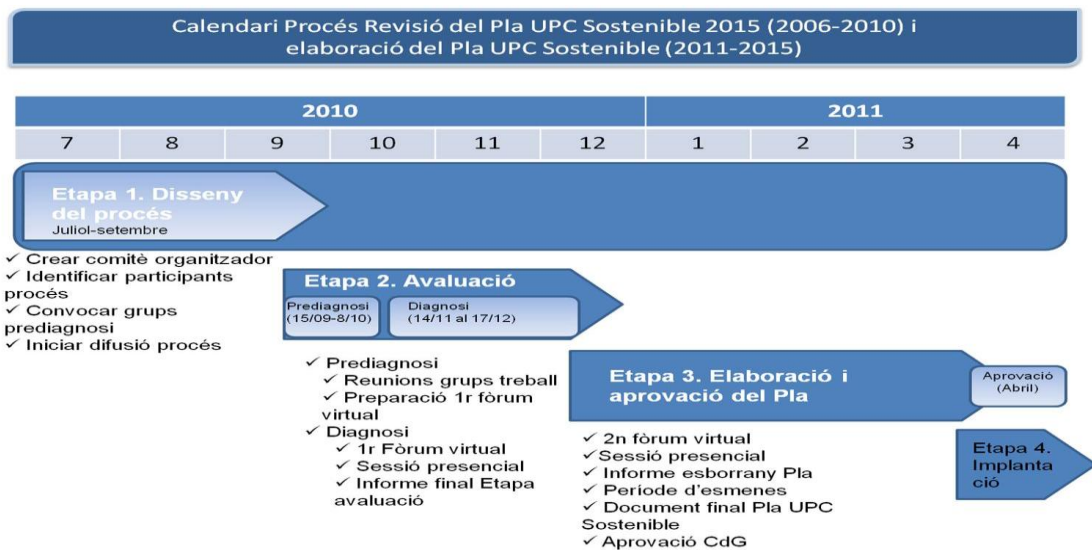 Calendari Procés Revisió del Pla UPC Sostenible 2015 (2006-2010) i
elaboració del Pla UPC Sostenible (2011-2015)
2010 2011
7 8 9 10 11 12 1 2 3 4
Etapa 1. Disseny
del procés
Juliol-setembre
✓ Crear comitè organitzador
✓ Identificar participants
procés
✓ Convocar grups
prediagnosi
✓ Iniciar difusió procés
Etapa 2. Avaluació
Prediagnosi
(15/09-8/10)
Diagnosi
(14/11 al 17/12)
✓ Prediagnosi
✓ Reunions grups treball
✓ Preparació 1r fòrum
virtual
✓ Diagnosi
✓ 1r Fòrum virtual
✓ Sessió presencial
✓ Informe final Etapa
avaluació
Etapa 3. Elaboració i
aprovació del Pla
Aprovació
(Abril)
✓ 2n fòrum virtual
✓Sessió presencial
✓ Informe esborrany Pla
✓ Període d'esmenes
✓ Document final Pla UPC
Sostenible
✓ Aprovació CdG
Etapa 4.
Implanta
ció